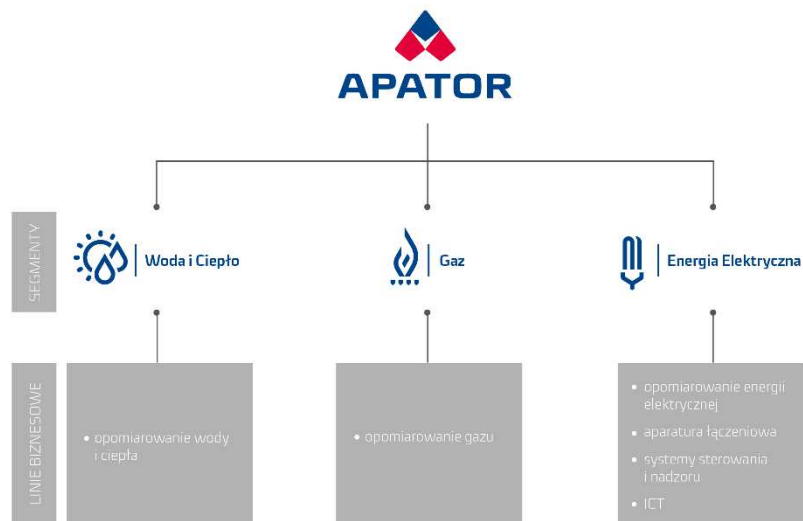 APATOR
SEGMENTY
Woda i Ciepło
Gaz
Energia Elektryczna
LINIE BIZNESOWE
• opomiarowanie wody
i ciepła
• opomiarowanie gazu
• opomiarowanie energii
elektrycznej
• aparatura łączeniowa
• systemy sterowania
i nadzoru
• ICT